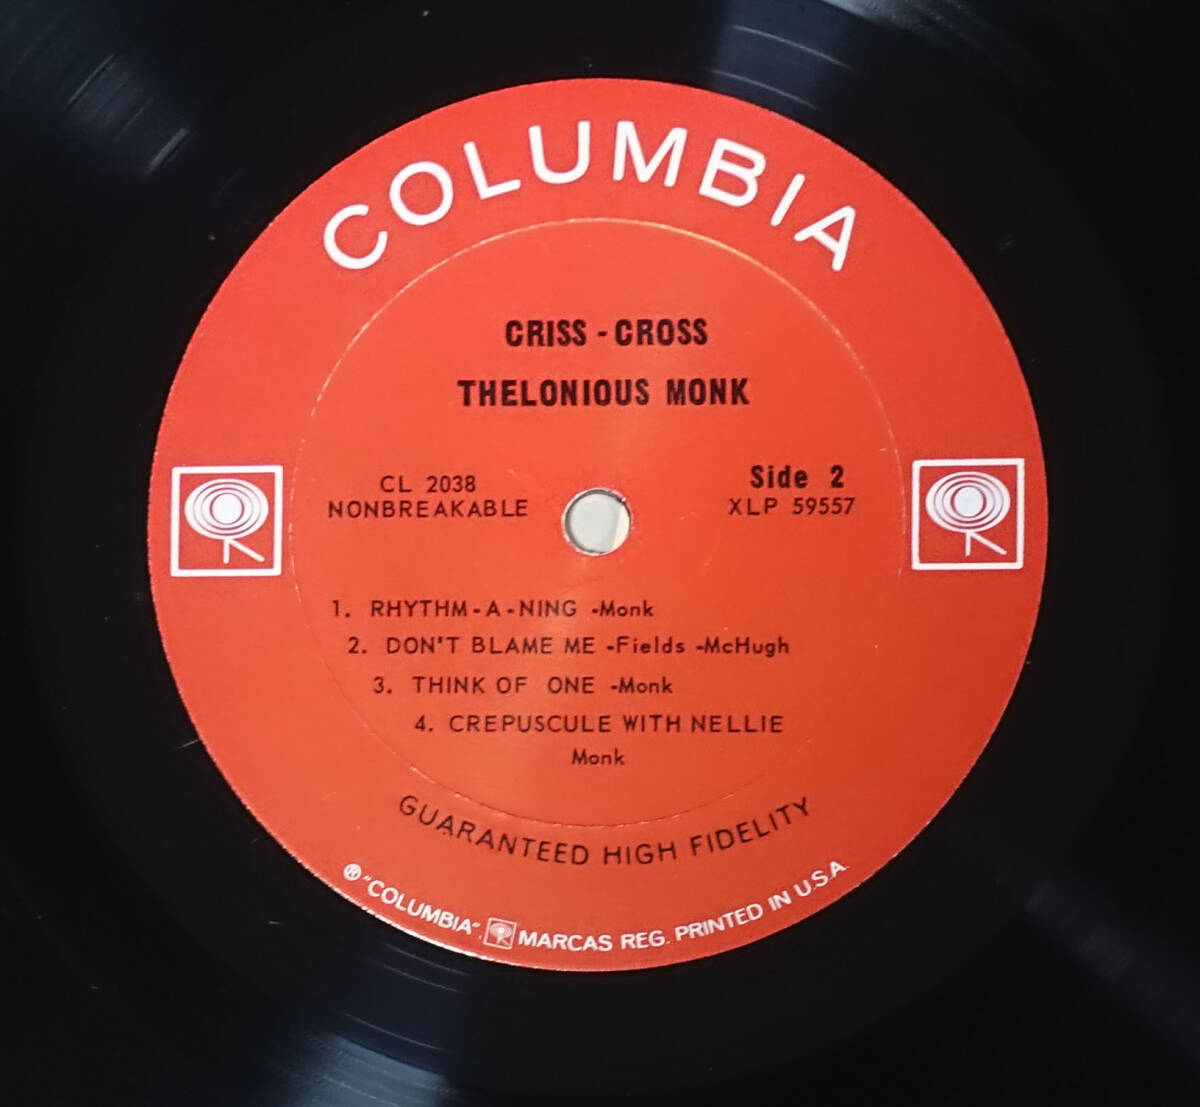 COLUMBIA
CRISS - CROSS
THELONIOUS MONK
CL 2038
NONBREAKABLE
Side 2
XLP 59557
1. RHYTHM-A-NING -Monk
2. DON'T BLAME ME -Fields -McHugh
3. THINK OF ONE -Monk
4. CREPUSCULE WITH NELLIE
Monk
GUARANTEED HIGH FIDELITY
® "COLUMBIA", MARCAS REG. PRINTED IN U.S.A.